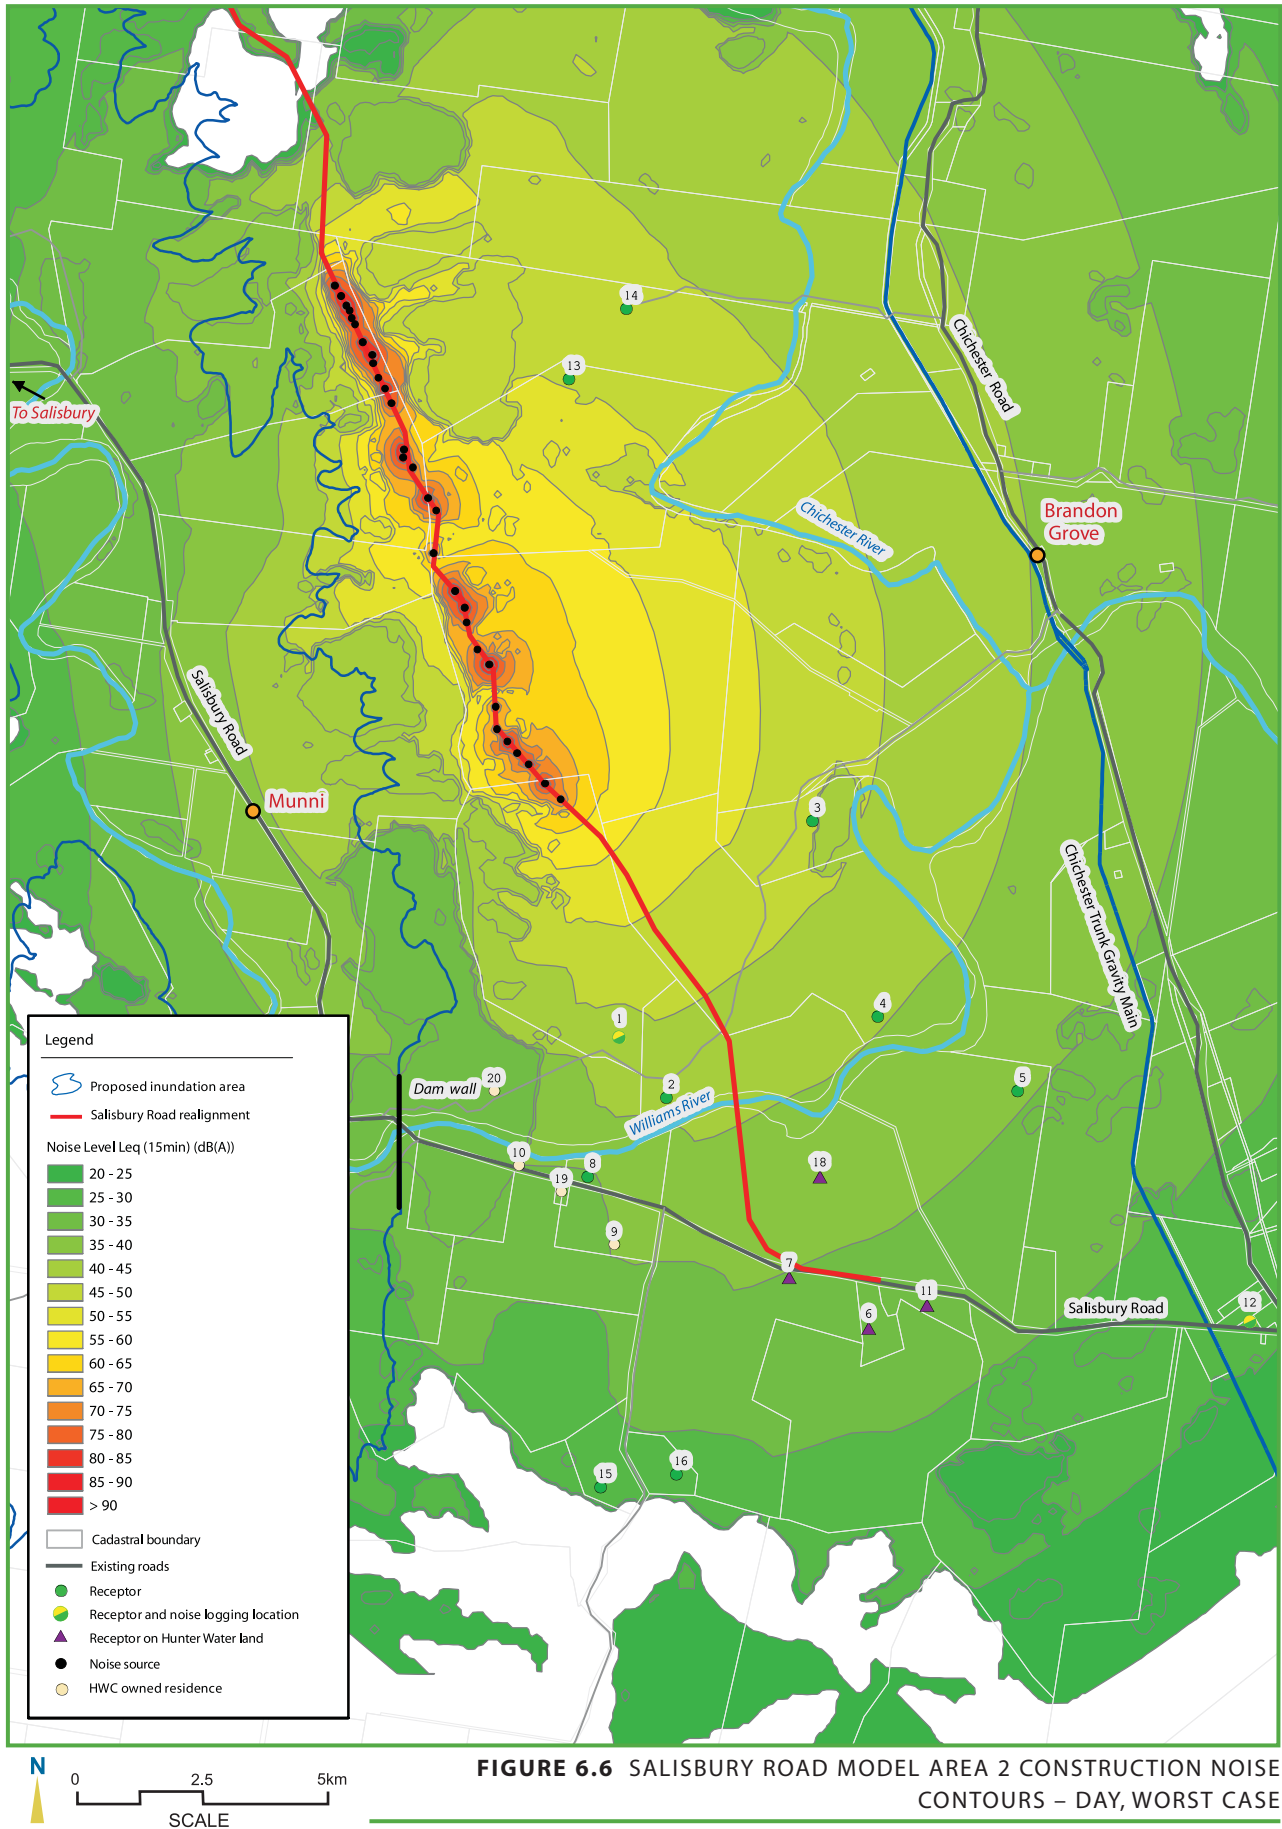 14
13
Chichester Road
To Salisbury
Chichester River
Brandon
Grove
Salisbury Road
Munni
3
Chichester Trunk Gravity Main
4
1
5
20
Dam wall
2
Williams River
10
8
18
19
9
7
11
6
Salisbury Road
12
15
16
Legend
Proposed inundation area
Salisbury Road realignment
Noise Level Leq (15min) (dB(A))
20 - 25
25 - 30
30 - 35
35 - 40
40 - 45
45 - 50
50 - 55
55 - 60
60 - 65
65 - 70
70 - 75
75 - 80
80 - 85
85 - 90
> 90
Cadastral boundary
Existing roads
Receptor
Receptor and noise logging location
Receptor on Hunter Water land
Noise source
HWC owned residence
N
0 2.5 5km
SCALE
FIGURE 6.6 SALISBURY ROAD MODEL AREA 2 CONSTRUCTION NOISE
CONTOURS – DAY, WORST CASE